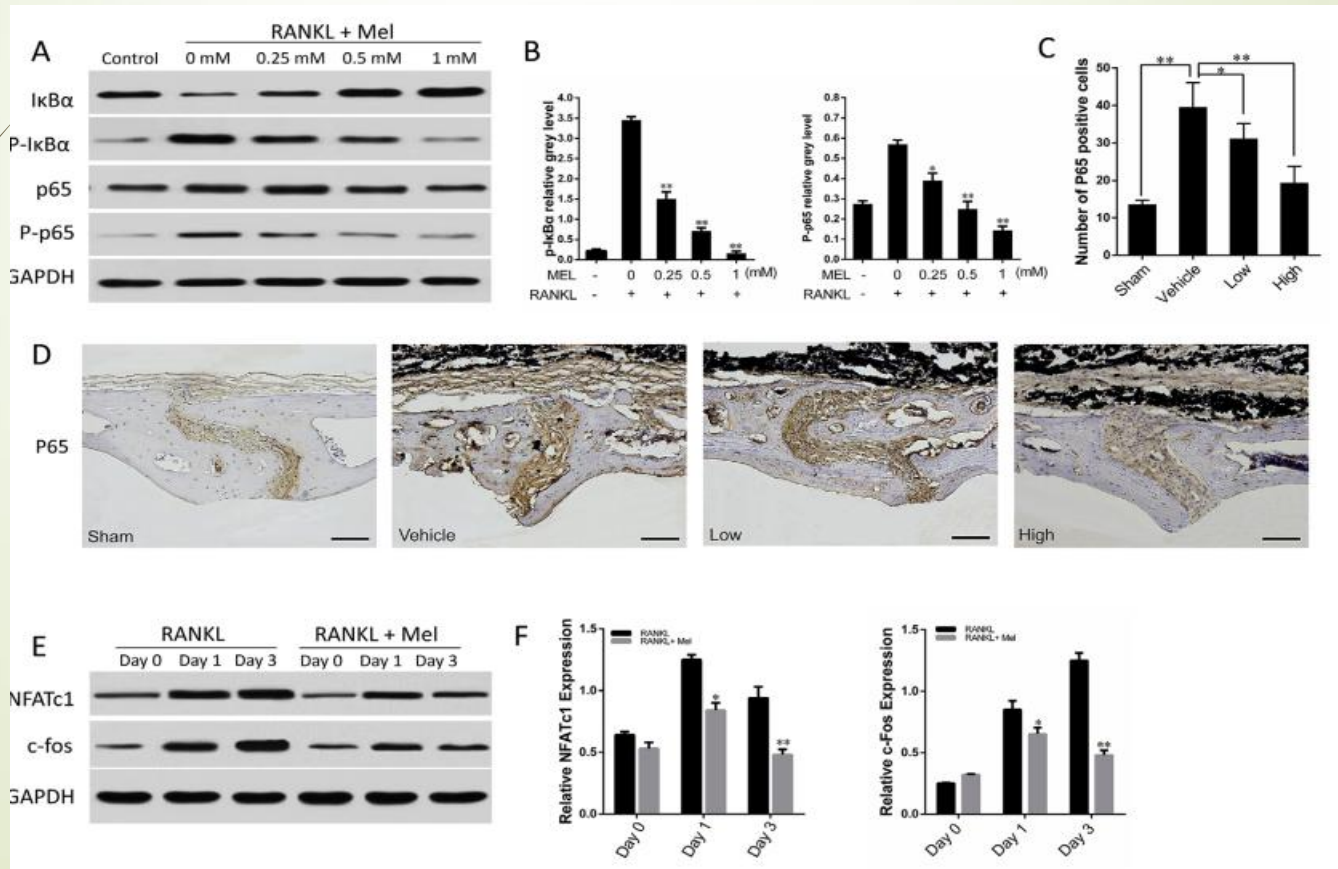 A
RANKL + Mel
Control 0 mM 0.25 mM 0.5 mM 1 mM
IκBα
P-IκBα
p65
P-p65
GAPDH
B
p-IκBα relative grey level
4.0
3.5
3.0
2.5
2.0
1.5
1.0
0.5
0.0
** ** **
MEL - 0 0.25 0.5 1 (mM)
RANKL - + + + +
P-p65 relative grey level
0.8
0.6
0.4
0.2
0.0
* ** **
MEL - 0 0.25 0.5 1 (mM)
RANKL - + + + +
C
Number of P65 positive cells
50
40
30
20
10
0
** * **
Sham Vehicle Low High
D
P65
Sham Vehicle Low High
E
RANKL RANKL + Mel
Day 0 Day 1 Day 3 Day 0 Day 1 Day 3
NFATc1
c-fos
GAPDH
F
Relative NFATc1 Expression
1.5
1.0
0.5
0.0
RANKL
RANKL+ Mel
* **
Day 0 Day 1 Day 3
Relative c-Fos Expression
1.5
1.0
0.5
0.0
RANKL
RANKL+ Mel
* **
Day 0 Day 1 Day 3